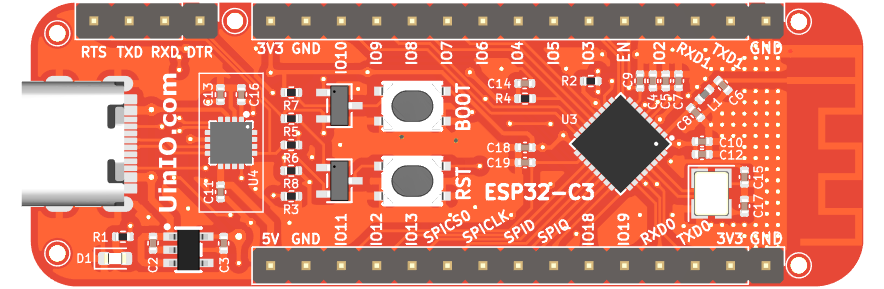 RTS TXD RXD DTR
3V3 GND IO10 IO9 IO8 IO7 IO6 IO4 IO5 IO3 EN IO2 RXD1 TXD1 GND
C13 C16
U4
C11
UinIO.com
R7
R5
R6
R8
R3
BOOT
RST
C14
R4
R2
C9 C4 C5 C7
C8 L1 C6
U3
C18
C19
C10
C12
C15
C17
ESP32-C3
R1
D1
C2 C3
5V GND IO11 IO12 IO13 SPICS0 SPICLK SPID SPIQ IO18 IO19 RXD0 TXD0 3V3 GND